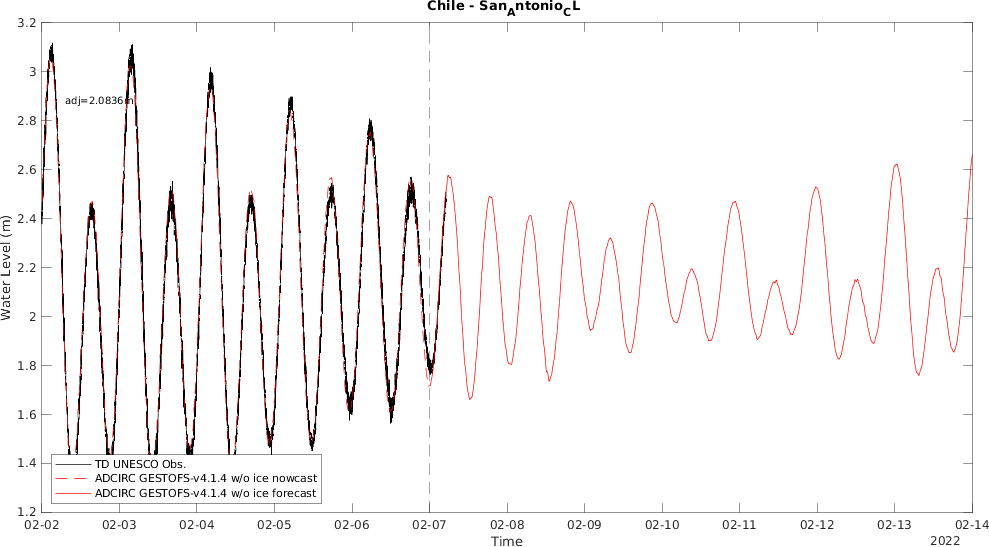 Chile - SanAntonioCL
3.2
3
2.8
2.6
2.4
2.2
2
1.8
1.6
1.4
1.2
Water Level (m)
adj=2.0836m
TD UNESCO Obs.
ADCIRC GESTOFS-v4.1.4 w/o ice nowcast
ADCIRC GESTOFS-v4.1.4 w/o ice forecast
02-02 02-03 02-04 02-05 02-06 02-07 02-08 02-09 02-10 02-11 02-12 02-13 02-14
Time
2022